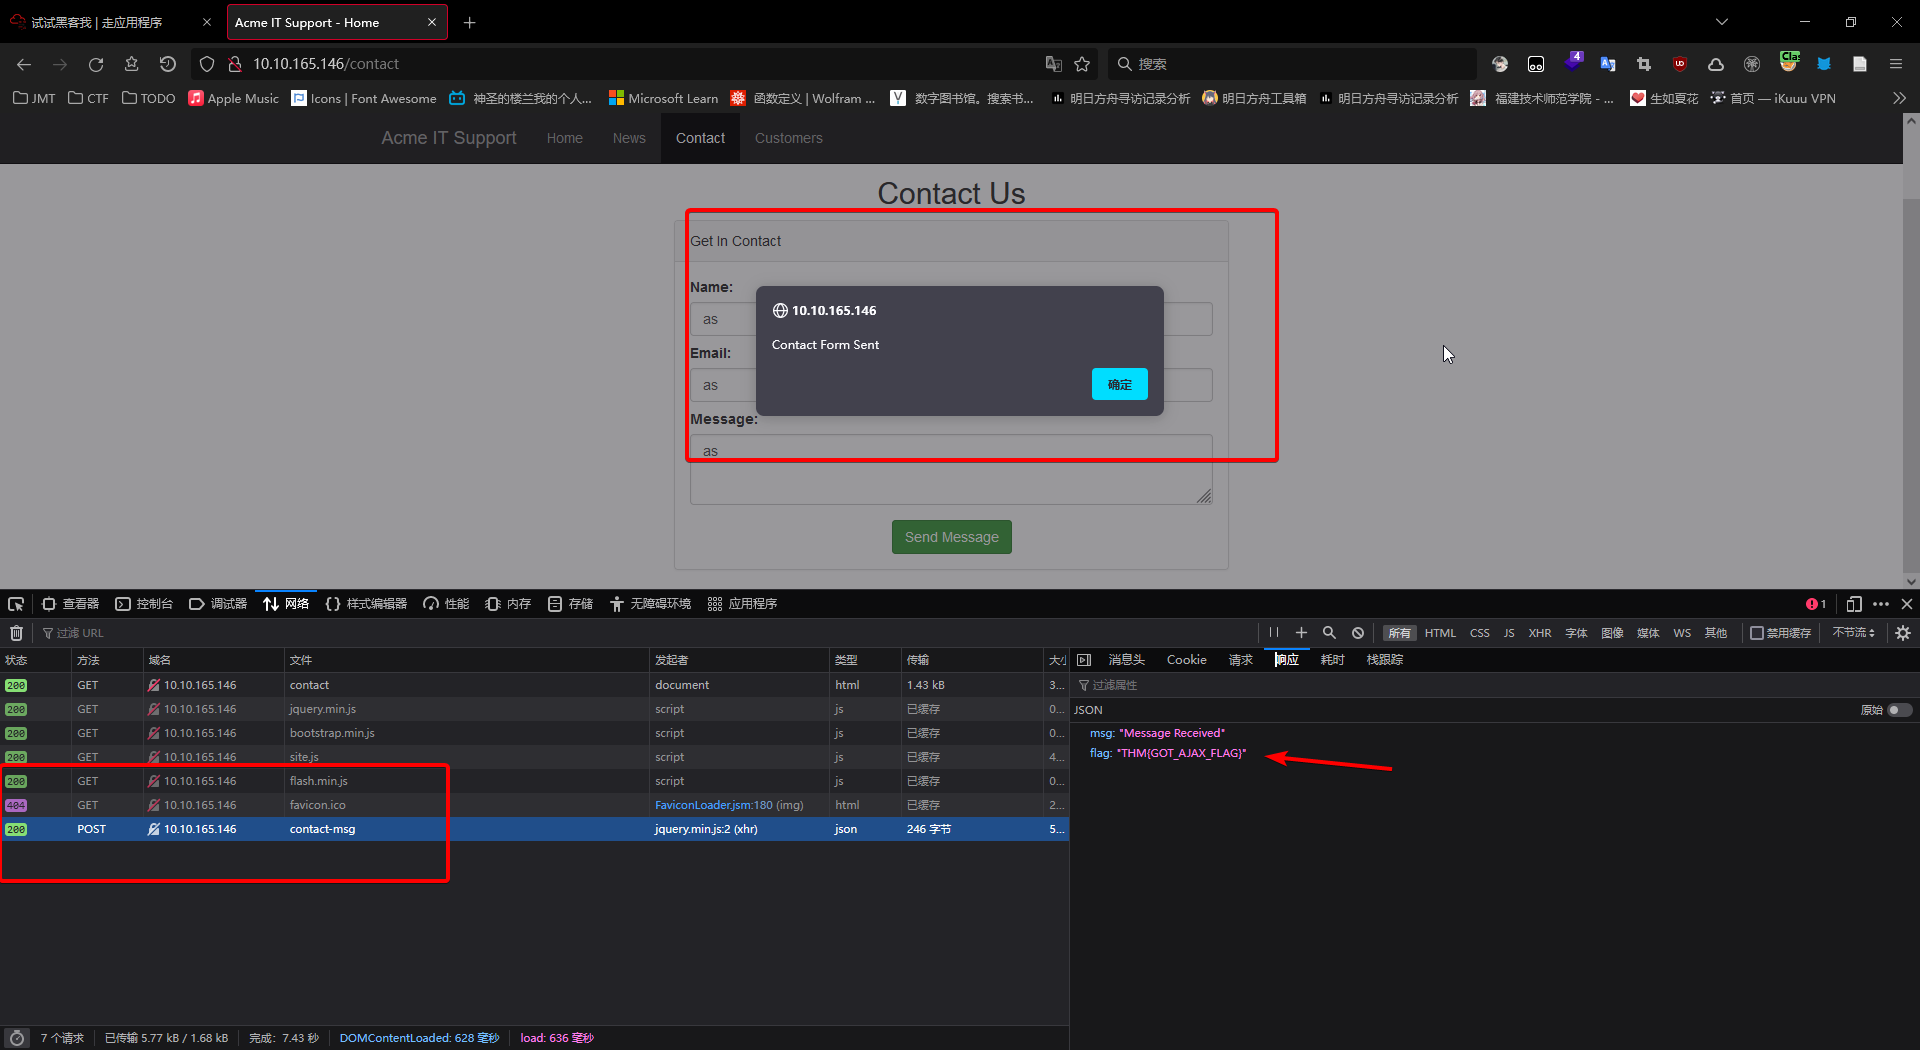 试试黑客我 | 走应用程序
Acme IT Support - Home
10.10.165.146/contact
搜索
4
JMT
CTF
TODO
Apple Music
Icons | Font Awesome
神圣的楼兰我的个人...
Microsoft Learn
函数定义 | Wolfram ...
数字图书馆。搜索书...
明日方舟寻访记录分析
明日方舟工具箱
明日方舟寻访记录分析
福建技术师范学院 - ...
生如夏花
首页 — iKuuu VPN
Acme IT Support
Home
News
Contact
Customers
Contact Us
Get In Contact
Name:
as
10.10.165.146
Contact Form Sent
确定
Email:
as
Message:
as
Send Message
查看器
控制台
调试器
网络
样式编辑器
性能
内存
存储
无障碍环境
应用程序
1
过滤 URL
所有
HTML
CSS
JS
XHR
字体
图像
媒体
WS
其他
禁用缓存
不节流
状态 方法 域名 文件 发起者 类型 传输 大小
200 GET 10.10.165.146 contact document html 1.43 kB 3...
200 GET 10.10.165.146 jquery.min.js script js 已缓存 0...
200 GET 10.10.165.146 bootstrap.min.js script js 已缓存 0...
200 GET 10.10.165.146 site.js script js 已缓存 4...
200 GET 10.10.165.146 flash.min.js script js 已缓存 0...
404 GET 10.10.165.146 favicon.ico FaviconLoader.jsm:180 (img) html 已缓存 2...
200 POST 10.10.165.146 contact-msg jquery.min.js:2 (xhr) json 246 字节 5...
消息头
Cookie
请求
响应
耗时
栈跟踪
过滤属性
JSON
原始
msg: "Message Received"
flag: "THM{GOT_AJAX_FLAG}"
7 个请求
已传输 5.77 kB / 1.68 kB
完成: 7.43 秒
DOMContentLoaded: 628 毫秒
load: 636 毫秒